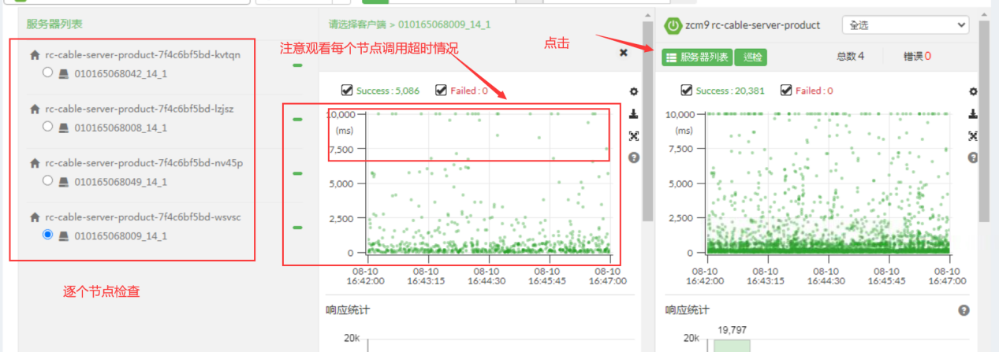 服务器列表
rc-cable-server-product-7f4c6bf5bd-kvtqn
010165068042_14_1
rc-cable-server-product-7f4c6bf5bd-lzjsz
010165068008_14_1
rc-cable-server-product-7f4c6bf5bd-nv45p
010165068049_14_1
rc-cable-server-product-7f4c6bf5bd-wsvsc
010165068009_14_1
逐个节点检查
请选择客户端 > 010165068009_14_1
注意观看每个节点调用超时情况
Success : 5,086
Failed : 0
10,000
(ms)
7,500
5,000
2,500
0
08-10 08-10 08-10 08-10 08-10
16:42:00 16:43:15 16:44:30 16:45:45 16:47:00
响应统计
20k
点击
zcm9 rc-cable-server-product
全选
服务器列表
巡检
总数 4
错误 0
Success : 20,381
Failed : 0
10,000
(ms)
7,500
5,000
2,500
0
08-10 08-10 08-10 08-10 08-10
16:42:00 16:43:15 16:44:30 16:45:45 16:47:00
响应统计
19,797
20k